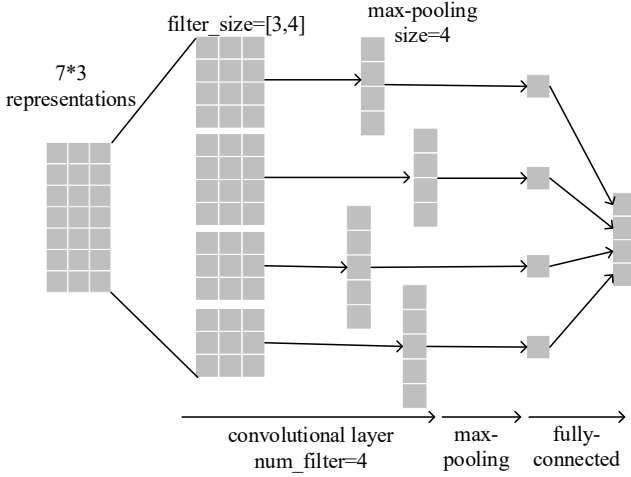 filter_size=[3,4]
max-pooling
size=4
7*3
representations
convolutional layer
num_filter=4
max-
pooling
fully-
connected